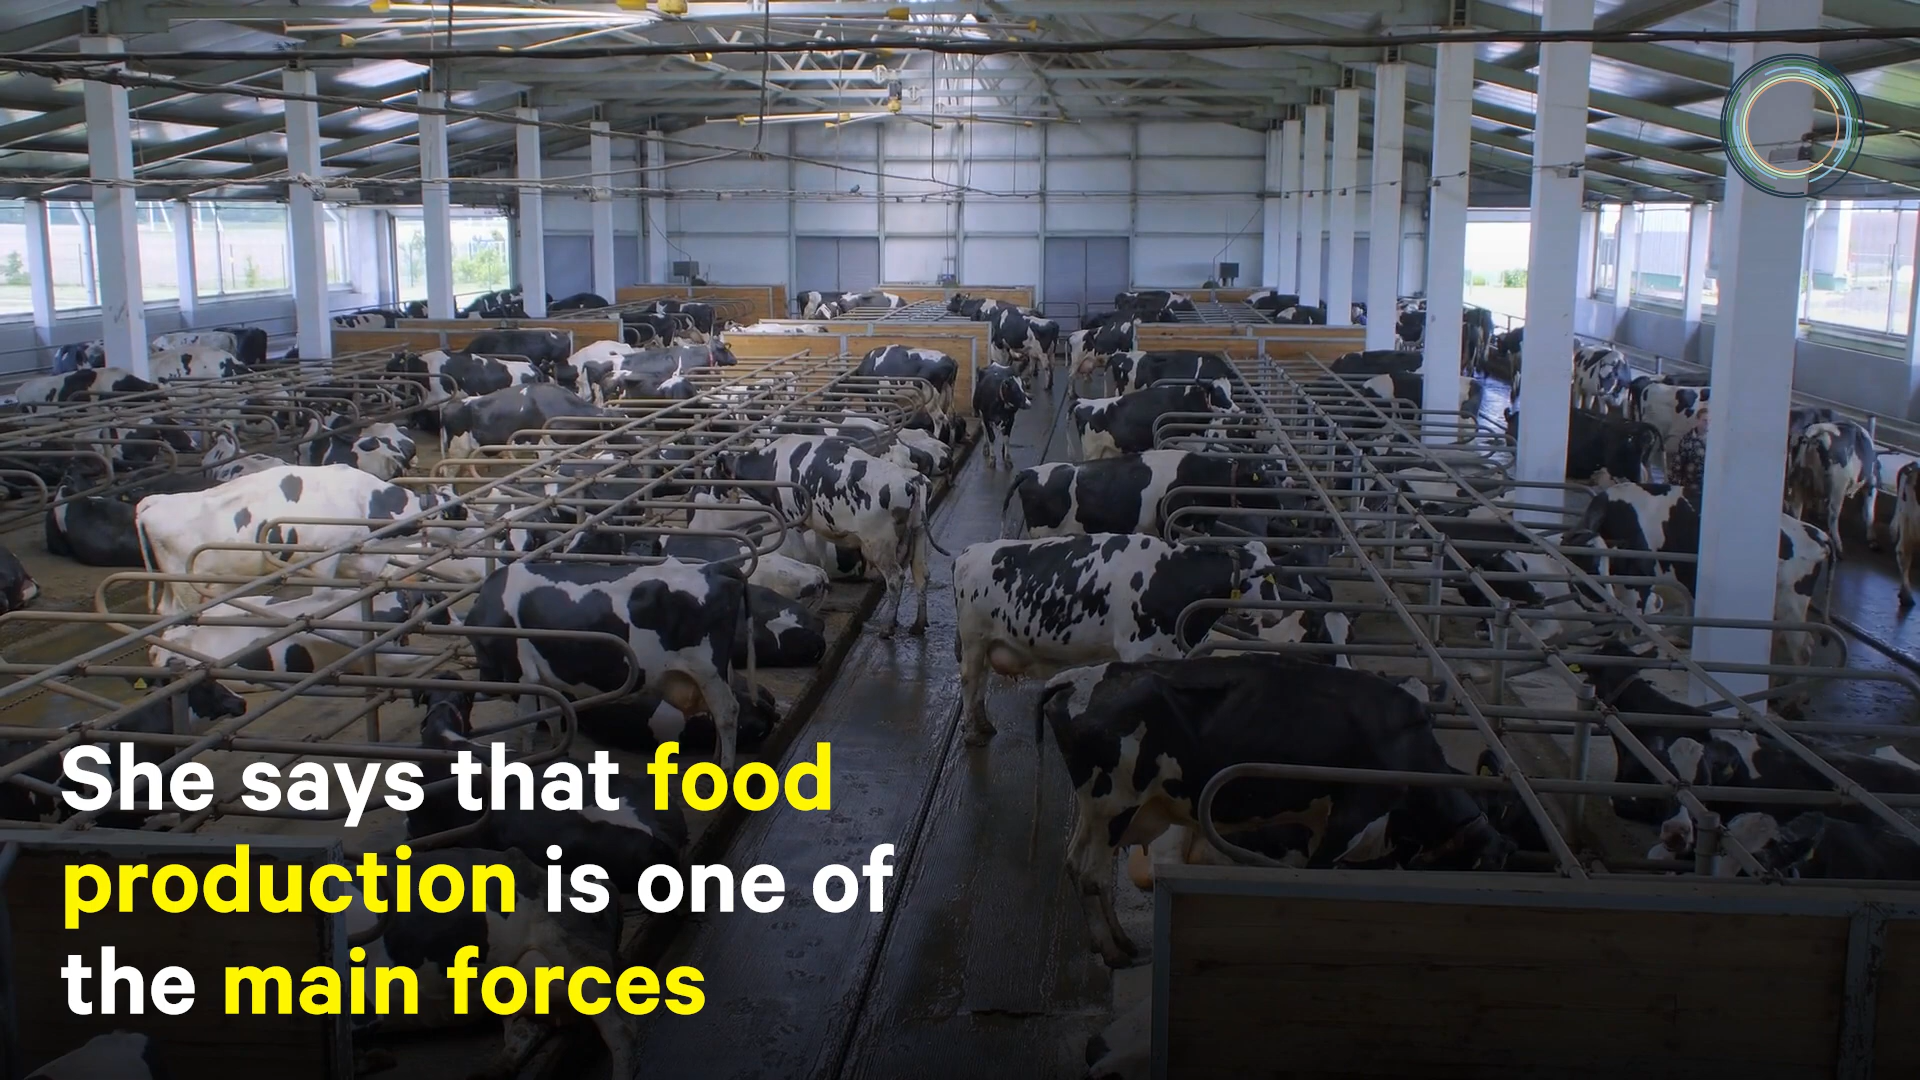 She says that food
production is one of
the main forces